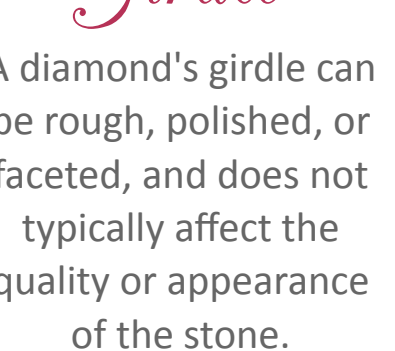 A diamond's girdle can
be rough, polished, or
faceted, and does not
typically affect the
quality or appearance
of the stone.